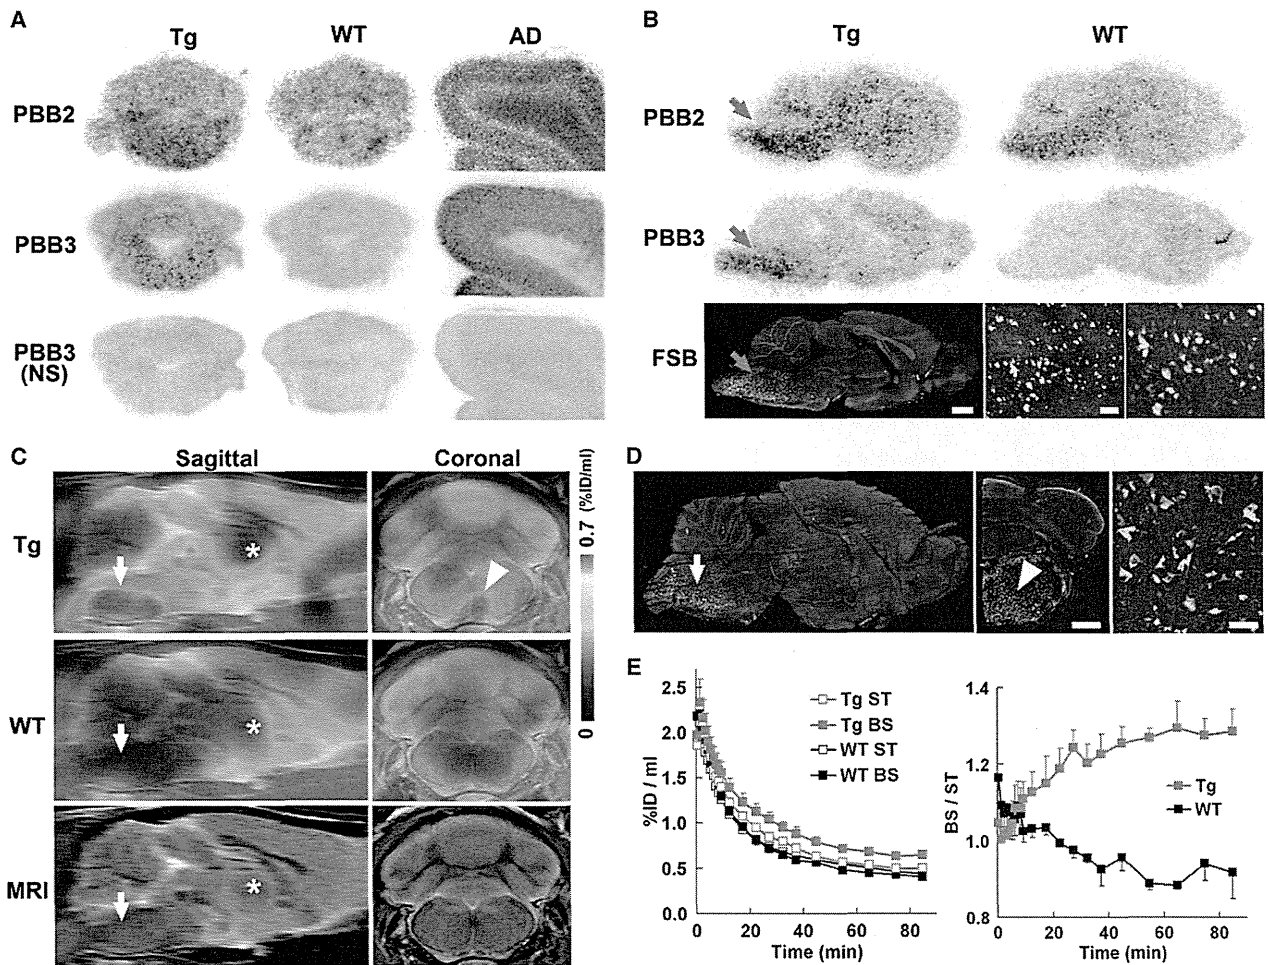 A
Tg WT AD
PBB2
PBB3
PBB3
(NS)
B
Tg WT
PBB2
PBB3
FSB
C
Sagittal Coronal
Tg
*
WT
*
MRI
*
0.7 (%ID/ml)
0
D
E
2.5
2.0
1.5
1.0
0.5
0.0
%ID / ml
0 20 40 60 80
Time (min)
Tg ST
Tg BS
WT ST
WT BS
1.4
1.2
1.0
0.8
BS / ST
0 20 40 60 80
Time (min)
Tg
WT